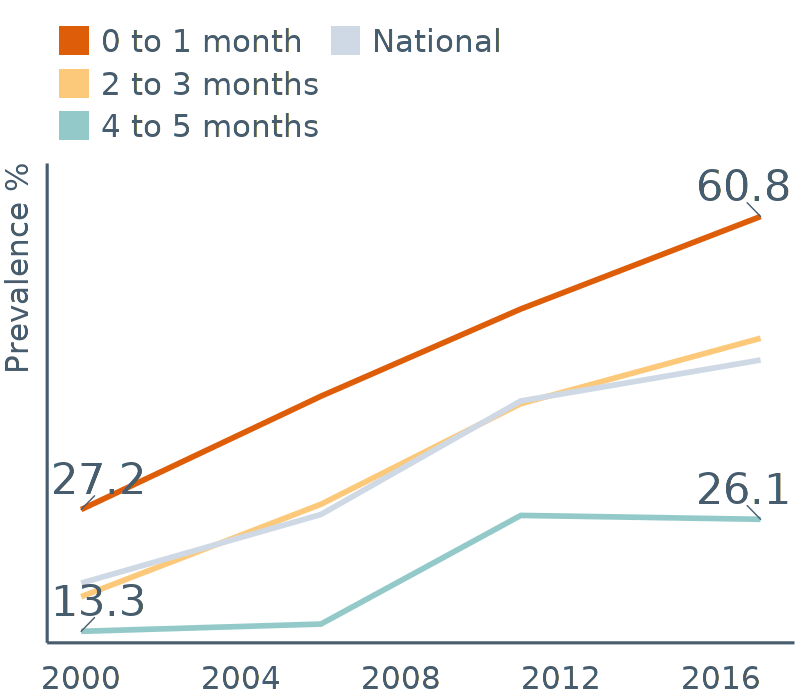 0 to 1 month
National
2 to 3 months
4 to 5 months
Prevalence %
60.8
27.2
26.1
13.3
2000 2004 2008 2012 2016